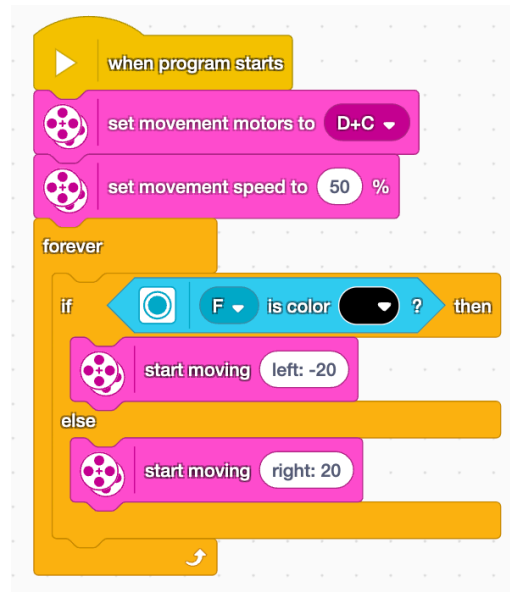 when program starts
set movement motors to D+C
set movement speed to 50 %
forever
if F is color ? then
start moving left: -20
else
start moving right: 20